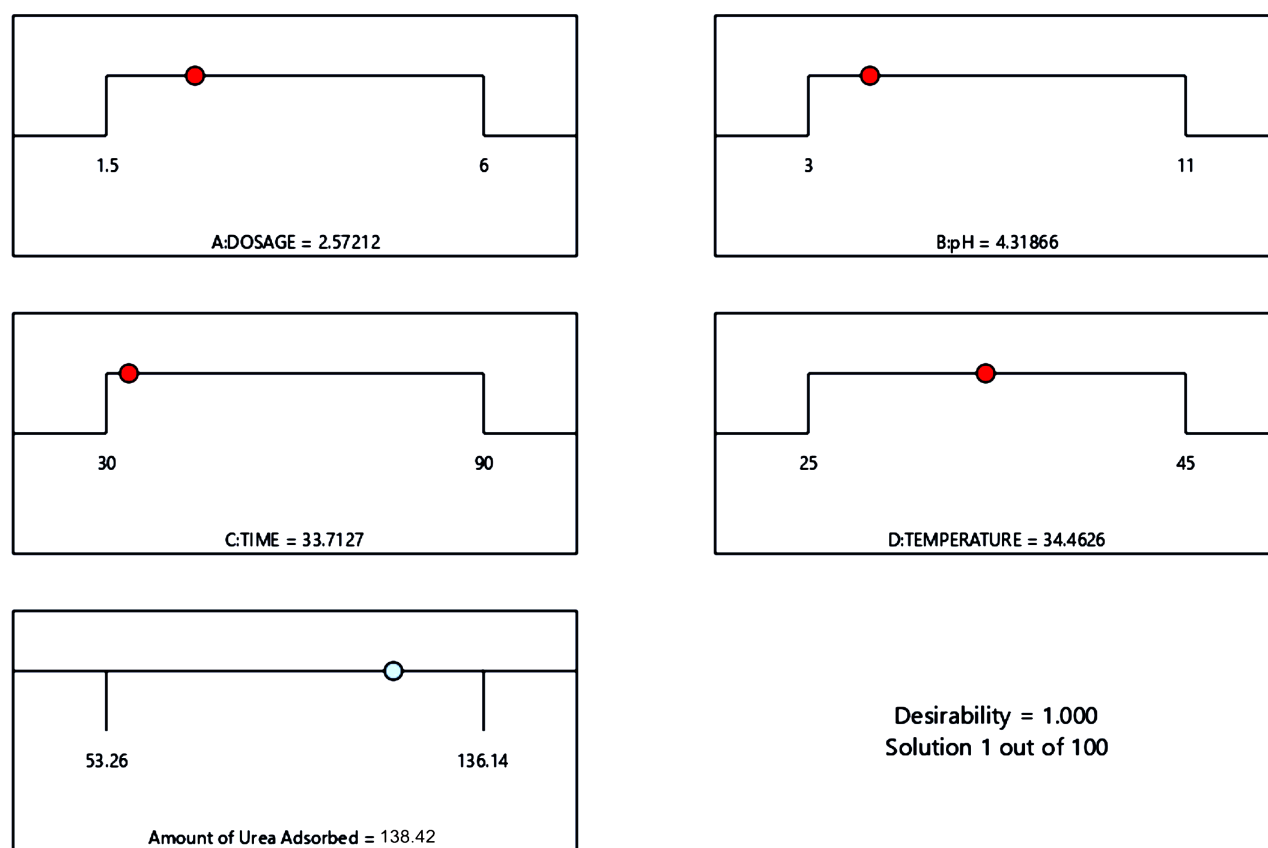 1.5 6
A:DOSAGE = 2.57212
3 11
B:pH = 4.31866
30 90
C:TIME = 33.7127
25 45
D:TEMPERATURE = 34.4626
53.26 136.14
Amount of Urea Adsorbed = 138.42
Desirability = 1.000
Solution 1 out of 100